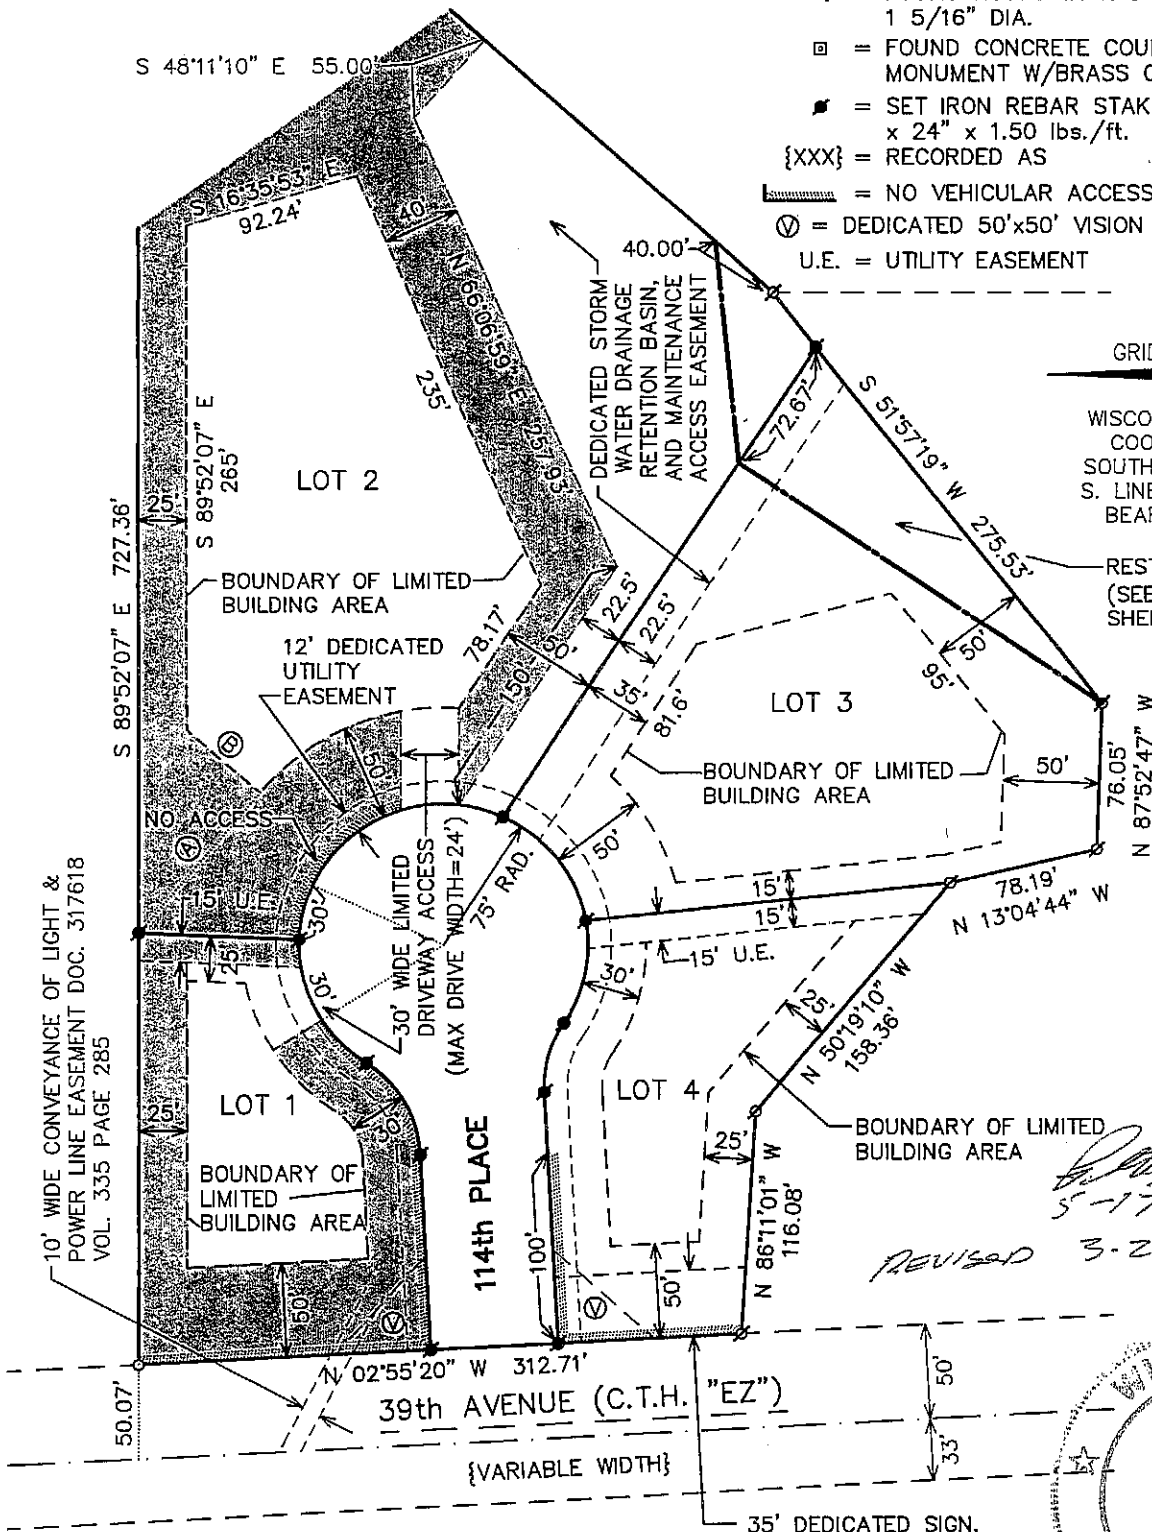 1 5/16" DIA.
= FOUND CONCRETE
MONUMENT W/BRASS
= SET IRON REBAR
x 24" x 1.50 lbs./ft.
{XXX} = RECORDED AS
= NO VEHICULAR ACCESS
Ⓥ = DEDICATED 50'x50' VISION
U.E. = UTILITY EASEMENT
S 48°11'10" E 55.00'
S 16°35'53" E
92.24'
40'
N 66°06'59" E 257.93'
235'
40.00'
DEDICATED STORM
WATER DRAINAGE
RETENTION BASIN,
AND MAINTENANCE
ACCESS EASEMENT
72.67'
S 51°57'19" W 275.53'
GRID
S. LINE
(SEE
S 89°52'07" E 727.36'
S 89°52'07" E
265'
25'
LOT 2
BOUNDARY OF LIMITED
BUILDING AREA
12' DEDICATED
UTILITY
EASEMENT
78.17'
50'
150'
22.5'
22.5'
35'
81.6'
LOT 3
95'
50'
BOUNDARY OF LIMITED
BUILDING AREA
50'
76.05'
N 87°52'47" W
N
Ⓑ
50'
NO ACCESS
Ⓐ
15' U.E.
30'
30' WIDE LIMITED
DRIVEWAY ACCESS
(MAX DRIVE WIDTH=24')
75' RAD.
50'
15'
15'
78.19'
N 13°04'44" W
15' U.E.
30'
25'
30'
25'
N 50°19'10" W
158.36'
10' WIDE CONVEYANCE OF LIGHT &
POWER LINE EASEMENT DOC. 317618
VOL. 335 PAGE 285
LOT 1
25'
30'
BOUNDARY OF
LIMITED
BUILDING AREA
LOT 4
25'
BOUNDARY OF LIMITED
BUILDING AREA
114th PLACE
100'
N 86°11'01" W
116.08'
50'
50'
Ⓥ
Ⓥ
REVISED 3-2
N 02°55'20" W 312.71'
39th AVENUE (C.T.H. "EZ")
50.07'
50'
33'
{VARIABLE WIDTH}
35' DEDICATED SIGN.